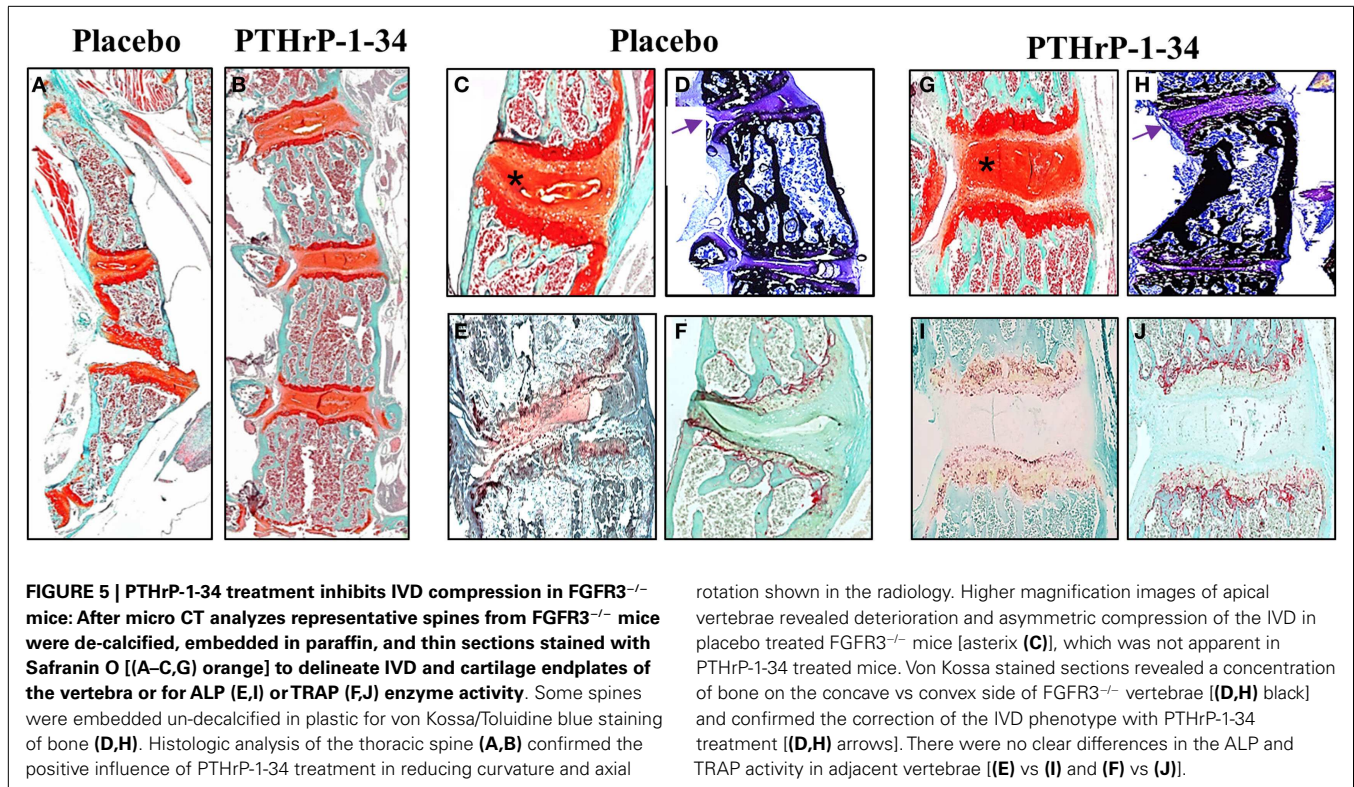 Placebo PTHrP-1-34 Placebo PTHrP-1-34
A B C D G H
*
*
E F I J
FIGURE 5 | PTHrP-1-34 treatment inhibits IVD compression in FGFR3−/−
mice: After micro CT analyzes representative spines from FGFR3−/− mice
were de-calcified, embedded in paraffin, and thin sections stained with
Safranin O [(A–C,G) orange] to delineate IVD and cartilage endplates of
the vertebra or for ALP (E,I) or TRAP (F,J) enzyme activity. Some spines
were embedded un-decalcified in plastic for von Kossa/Toluidine blue staining
of bone (D,H). Histologic analysis of the thoracic spine (A,B) confirmed the
positive influence of PTHrP-1-34 treatment in reducing curvature and axial
rotation shown in the radiology. Higher magnification images of apical
vertebrae revealed deterioration and asymmetric compression of the IVD in
placebo treated FGFR3−/− mice [asterix (C)], which was not apparent in
PTHrP-1-34 treated mice. Von Kossa stained sections revealed a concentration
of bone on the concave vs convex side of FGFR3−/− vertebrae [(D,H) black]
and confirmed the correction of the IVD phenotype with PTHrP-1-34
treatment [(D,H) arrows]. There were no clear differences in the ALP and
TRAP activity in adjacent vertebrae [(E) vs (I) and (F) vs (J)].